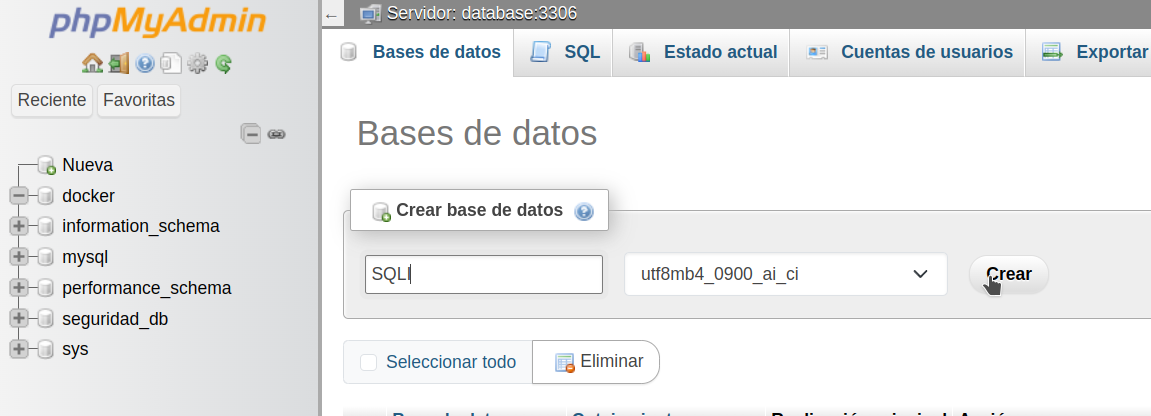 phpMyAdmin
Reciente
Favoritas
Nueva
docker
information_schema
mysql
performance_schema
seguridad_db
sys
Servidor: database:3306
Bases de datos
SQL
Estado actual
Cuentas de usuarios
Exportar
Bases de datos
Crear base de datos
SQLI
utf8mb4_0900_ai_ci
Crear
Seleccionar todo
Eliminar